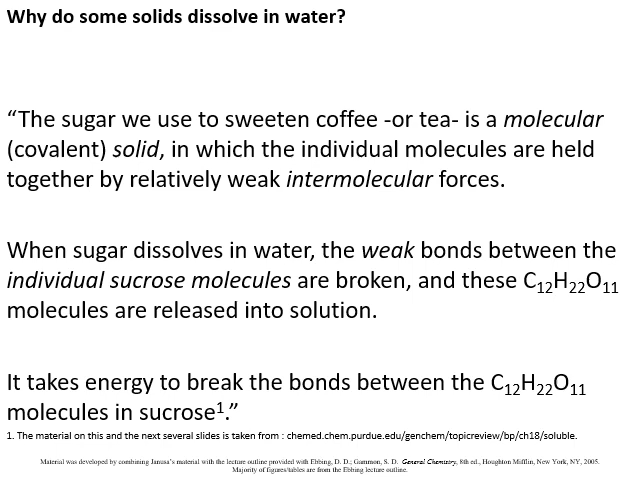 Why do some solids dissolve in water?
“The sugar we use to sweeten coffee -or tea- is a molecular
(covalent) solid, in which the individual molecules are held
together by relatively weak intermolecular forces.
When sugar dissolves in water, the weak bonds between the
individual sucrose molecules are broken, and these C₁₂H₂₂O₁₁
molecules are released into solution.
It takes energy to break the bonds between the C₁₂H₂₂O₁₁
molecules in sucrose¹.”
1. The material on this and the next several slides is taken from : chemed.chem.purdue.edu/genchem/topicreview/bp/ch18/soluble.
Material was developed by combining Janusa's material with the lecture outline provided with Ebbing, D. D.; Gammon, S. D. General Chemistry, 8th ed., Houghton Mifflin, New York, NY, 2005.
Majority of figures/tables are from the Ebbing lecture outline.